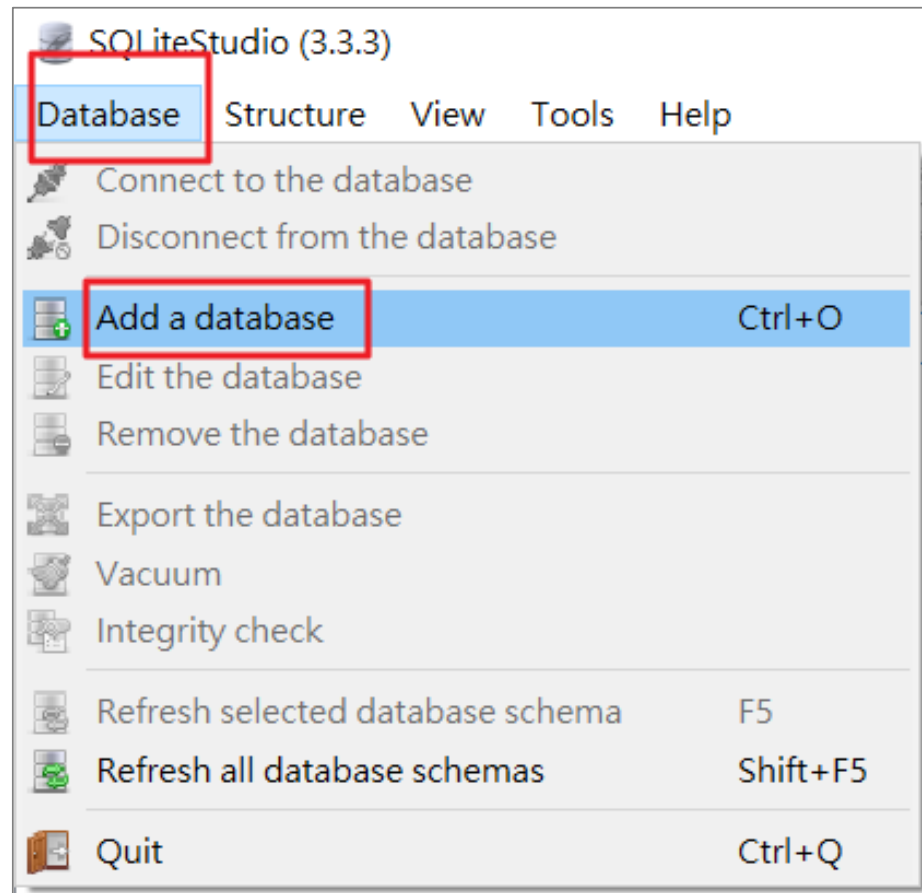 SQLiteStudio (3.3.3)
Database Structure View Tools Help
Connect to the database
Disconnect from the database
Add a database Ctrl+O
Edit the database
Remove the database
Export the database
Vacuum
Integrity check
Refresh selected database schema F5
Refresh all database schemas Shift+F5
Quit Ctrl+Q